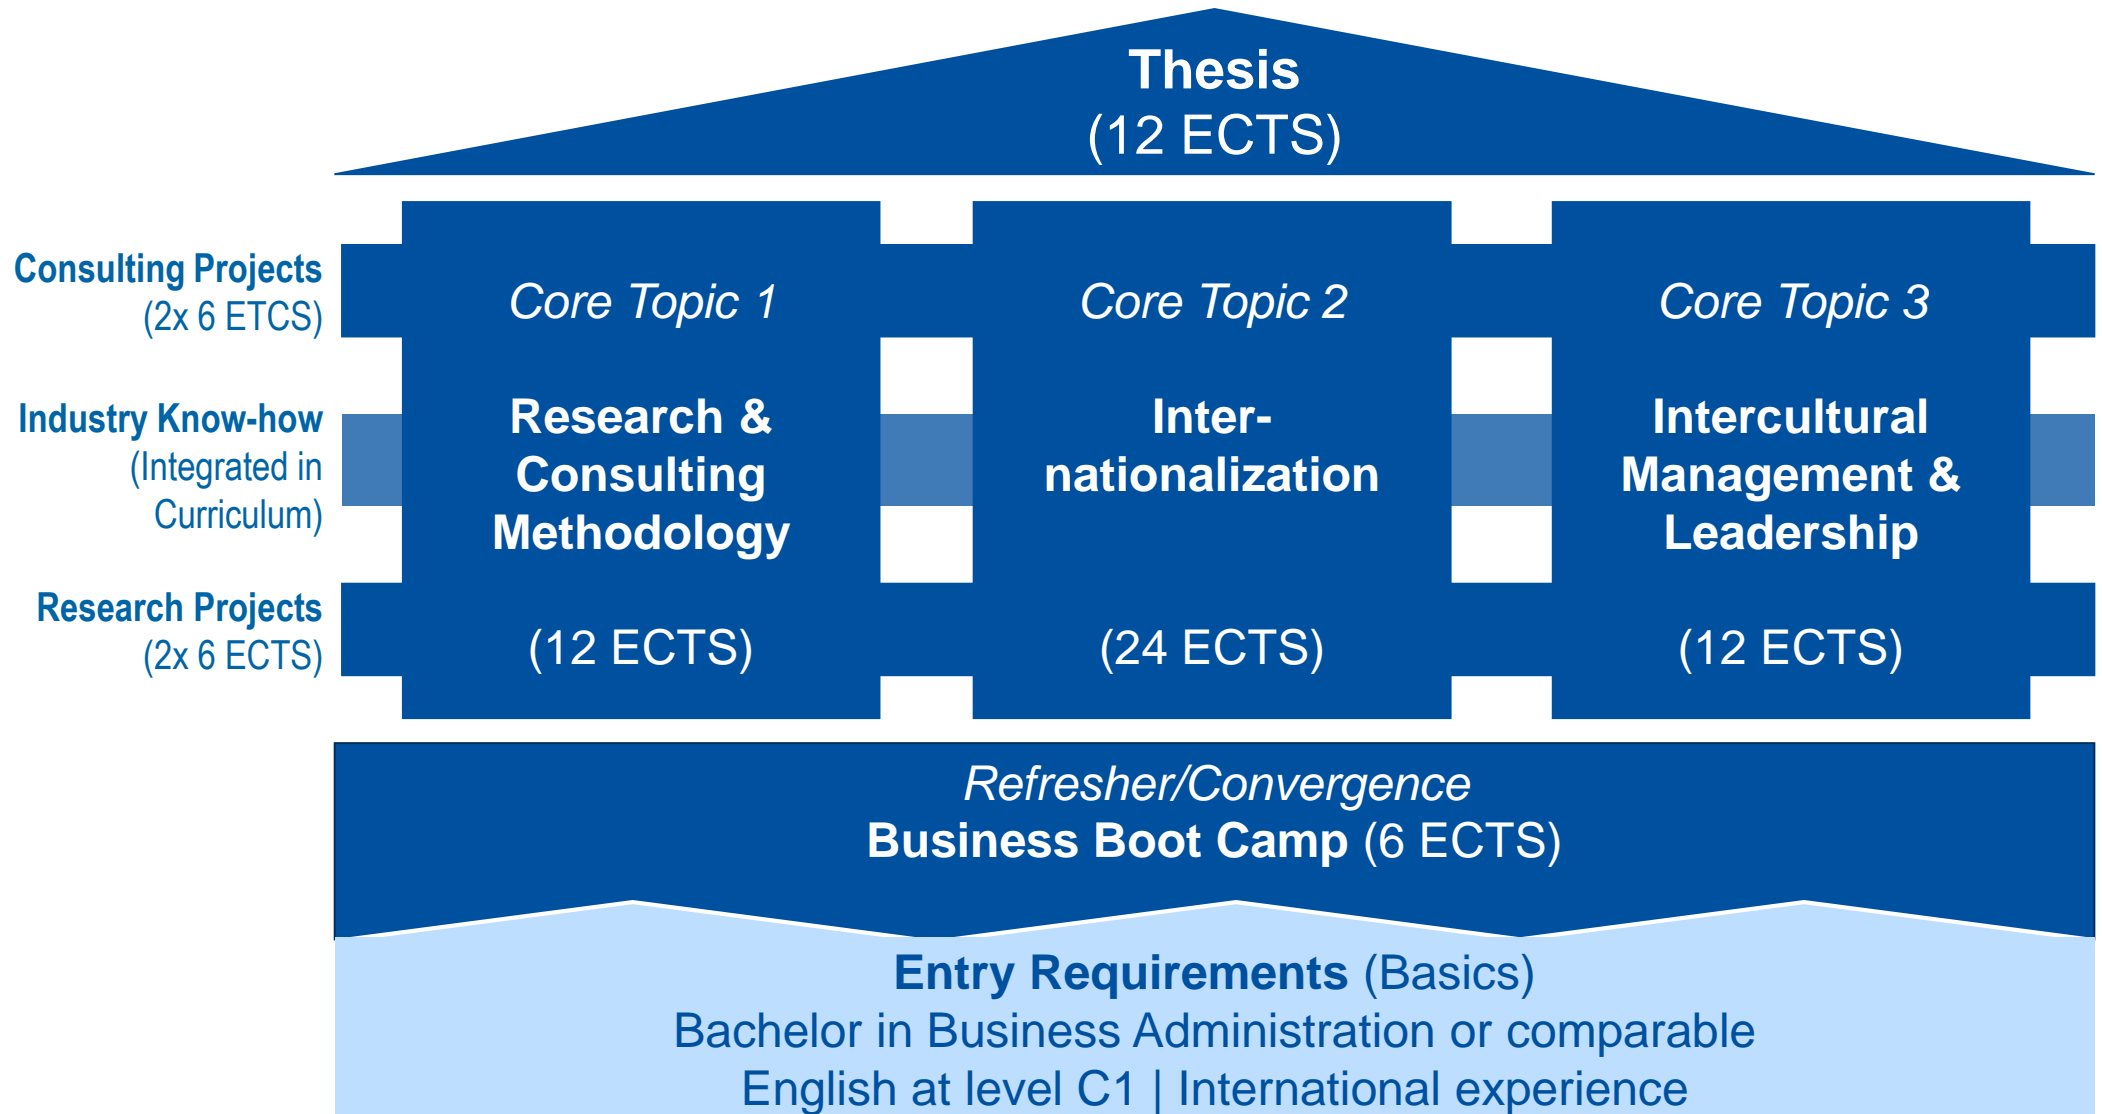 Thesis
(12 ECTS)
Consulting Projects
(2x 6 ETCS)
Industry Know-how
(Integrated in
Curriculum)
Research Projects
(2x 6 ECTS)
Core Topic 1
Research &
Consulting
Methodology
(12 ECTS)
Core Topic 2
Inter-
nationalization
(24 ECTS)
Core Topic 3
Intercultural
Management &
Leadership
(12 ECTS)
Refresher/Convergence
Business Boot Camp (6 ECTS)
Entry Requirements (Basics)
Bachelor in Business Administration or comparable
English at level C1 | International experience